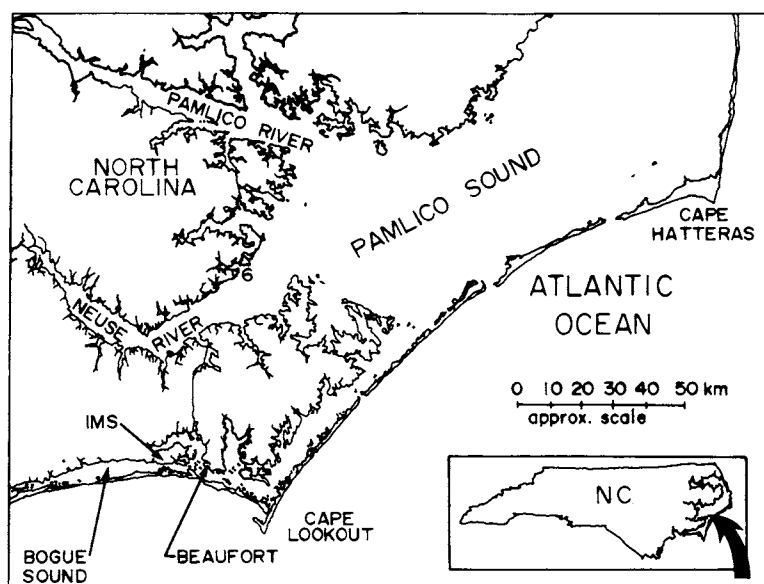 PAMLICO RIVER
NORTH
CAROLINA
PAMLICO SOUND
CAPE
HATTERAS
6
NEUSE RIVER
ATLANTIC
OCEAN
0 10 20 30 40 50 km
approx. scale
IMS
BOGUE
SOUND
BEAUFORT
CAPE
LOOKOUT
N.C.